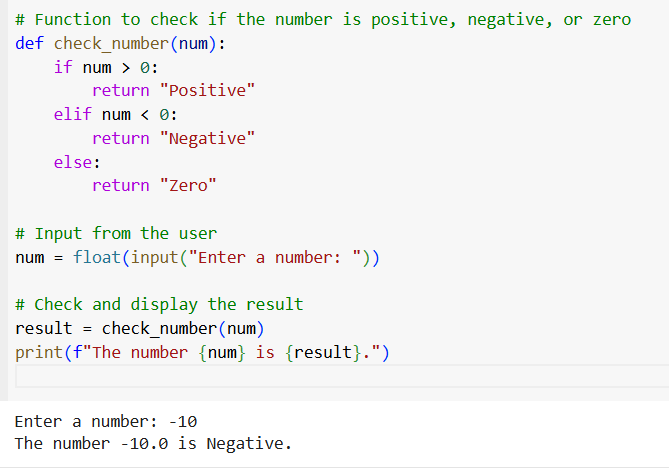 # Function to check if the number is positive, negative, or zero
def check_number(num):
    if num > 0:
        return "Positive"
    elif num < 0:
        return "Negative"
    else:
        return "Zero"

# Input from the user
num = float(input("Enter a number: "))

# Check and display the result
result = check_number(num)
print(f"The number {num} is {result}.")

Enter a number: -10
The number -10.0 is Negative.